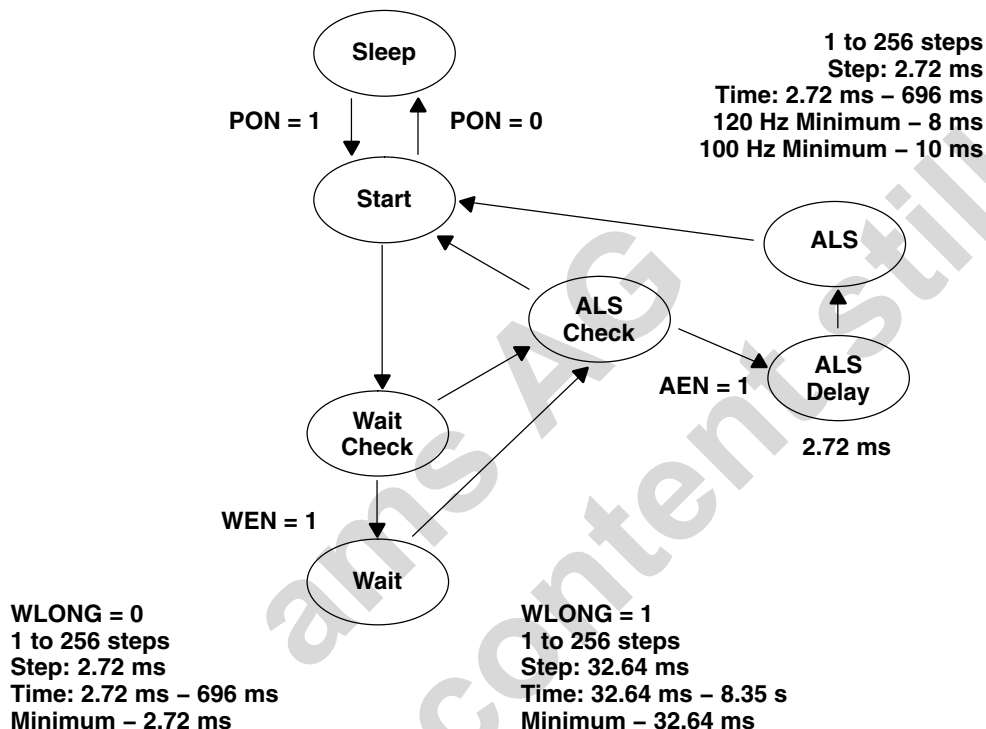 Sleep
1 to 256 steps
Step: 2.72 ms
Time: 2.72 ms – 696 ms
120 Hz Minimum – 8 ms
100 Hz Minimum – 10 ms
PON = 1
PON = 0
Start
ALS
ALS
Check
ALS
Delay
AEN = 1
2.72 ms
Wait
Check
WEN = 1
Wait
WLONG = 0
1 to 256 steps
Step: 2.72 ms
Time: 2.72 ms – 696 ms
Minimum – 2.72 ms
WLONG = 1
1 to 256 steps
Step: 32.64 ms
Time: 32.64 ms – 8.35 s
Minimum – 32.64 ms
ams AG
content still